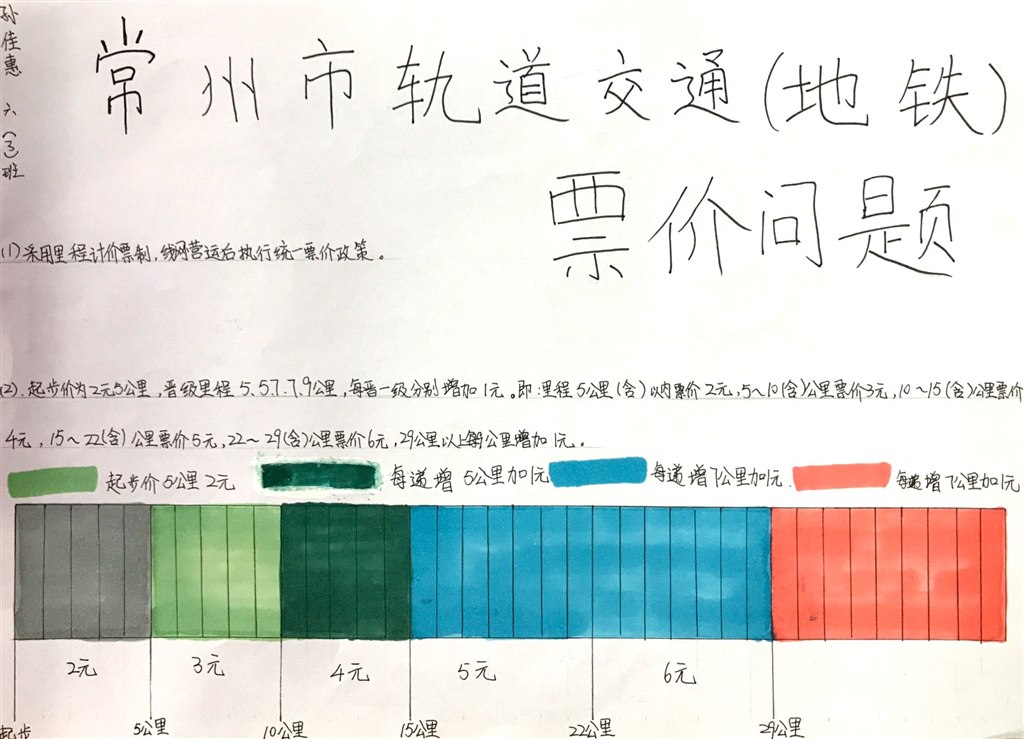 孙佳惠 六（3）班
常州市轨道交通(地铁)
票价问题
(1)采用里程计价票制,线网营运后执行统一票价政策。
(2).起步价为2元5公里,晋级里程5.5.7.7.9公里,每晋一级分别增加1元。即:里程5公里(含)以内票价2元,5~10(含)公里票价3元,10~15(含)公里票价
4元,15~22(含)公里票价5元,22~29(含)公里票价6元,29公里以上每9公里增加1元。
起步价5公里2元 每递增5公里加1元 每递增7公里加1元. 每递增7公里加1元
2元 3元 4元 5元 6元
起步 5公里 10公里 15公里 22公里 29公里